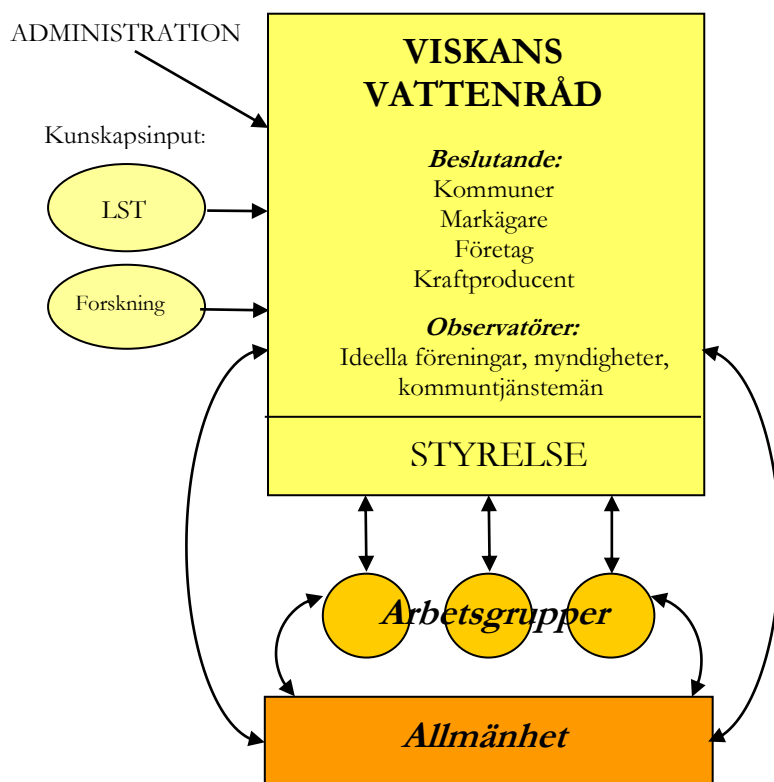 ADMINISTRATION
VISKANS
VATTENRÅD
Kunskapsinput:
Beslutande:
Kommuner
Markägare
Företag
Kraftproducent
LST
Forskning
Observatörer:
Ideella föreningar, myndigheter,
kommuntjänstemän
STYRELSE
Arbetsgrupper
Allmänhet